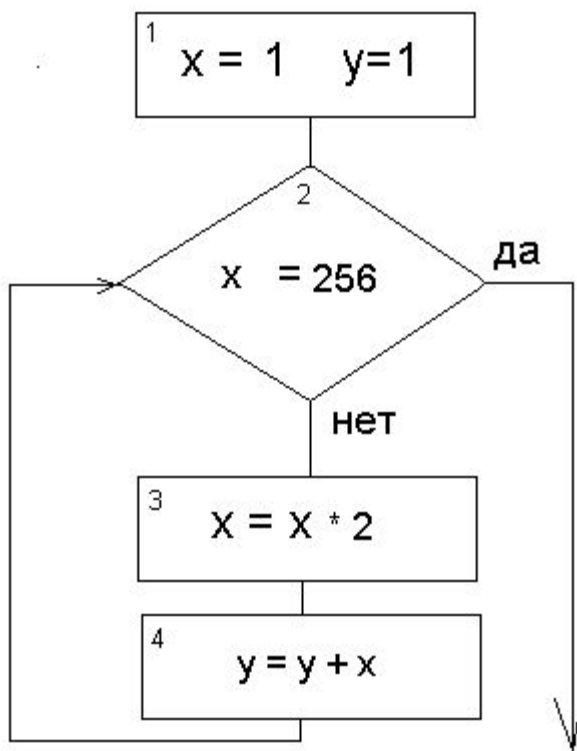 1
x = 1 y=1
2
x = 256
да
нет
3
x = x * 2
4
y = y + x